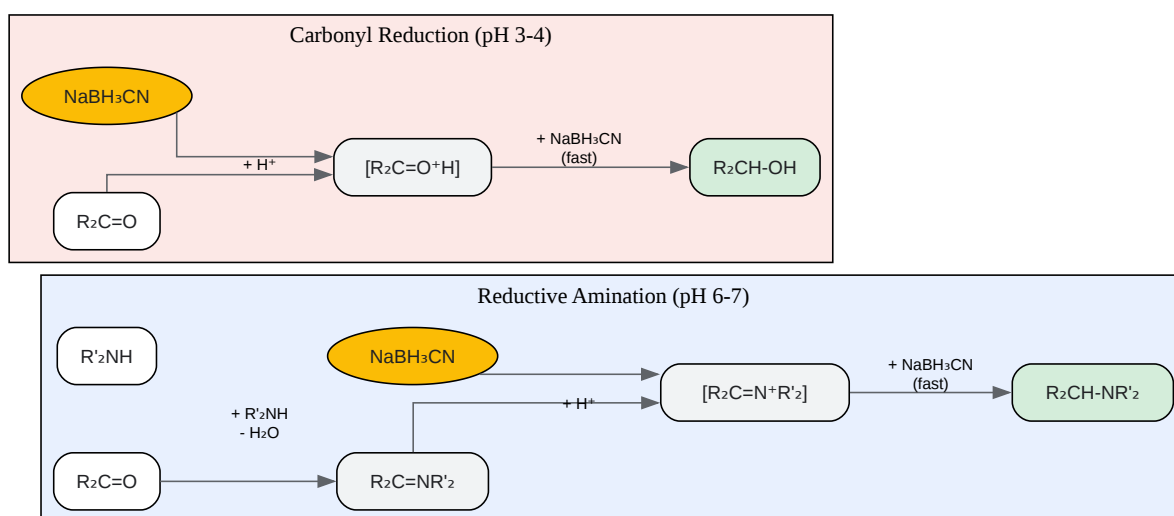 Carbonyl Reduction (pH 3-4)
NaBH₃CN
+ H⁺
R₂C=O
[R₂C=O⁺H]
+ NaBH₃CN
(fast)
R₂CH-OH
Reductive Amination (pH 6-7)
R'₂NH
NaBH₃CN
+ R'₂NH
- H₂O
R₂C=O
R₂C=NR'₂
+ H⁺
[R₂C=N⁺R'₂]
+ NaBH₃CN
(fast)
R₂CH-NR'₂